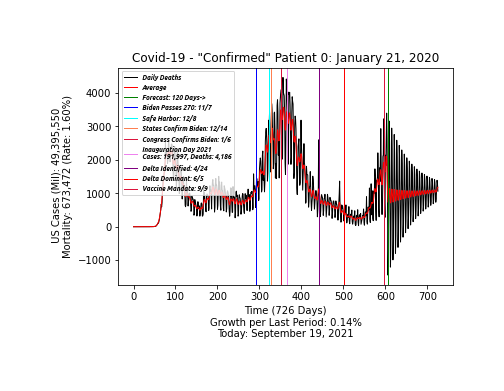 Covid-19 - "Confirmed" Patient 0: January 21, 2020
US Cases (Mil): 49,395,550
Mortality: 673,472 (Rate: 1.60%)
4000
3000
2000
1000
0
−1000
Daily Deaths
Average
Forecast: 120 Days->
Biden Passes 270: 11/7
Safe Harbor: 12/8
States Confirm Biden: 12/14
Congress Confirms Biden: 1/6
Inauguration Day 2021
Cases: 191,997, Deaths: 4,186
Delta Identified: 4/24
Delta Dominant: 6/5
Vaccine Mandate: 9/9
0 100 200 300 400 500 600 700
Time (726 Days)
Growth per Last Period: 0.14%
Today: September 19, 2021